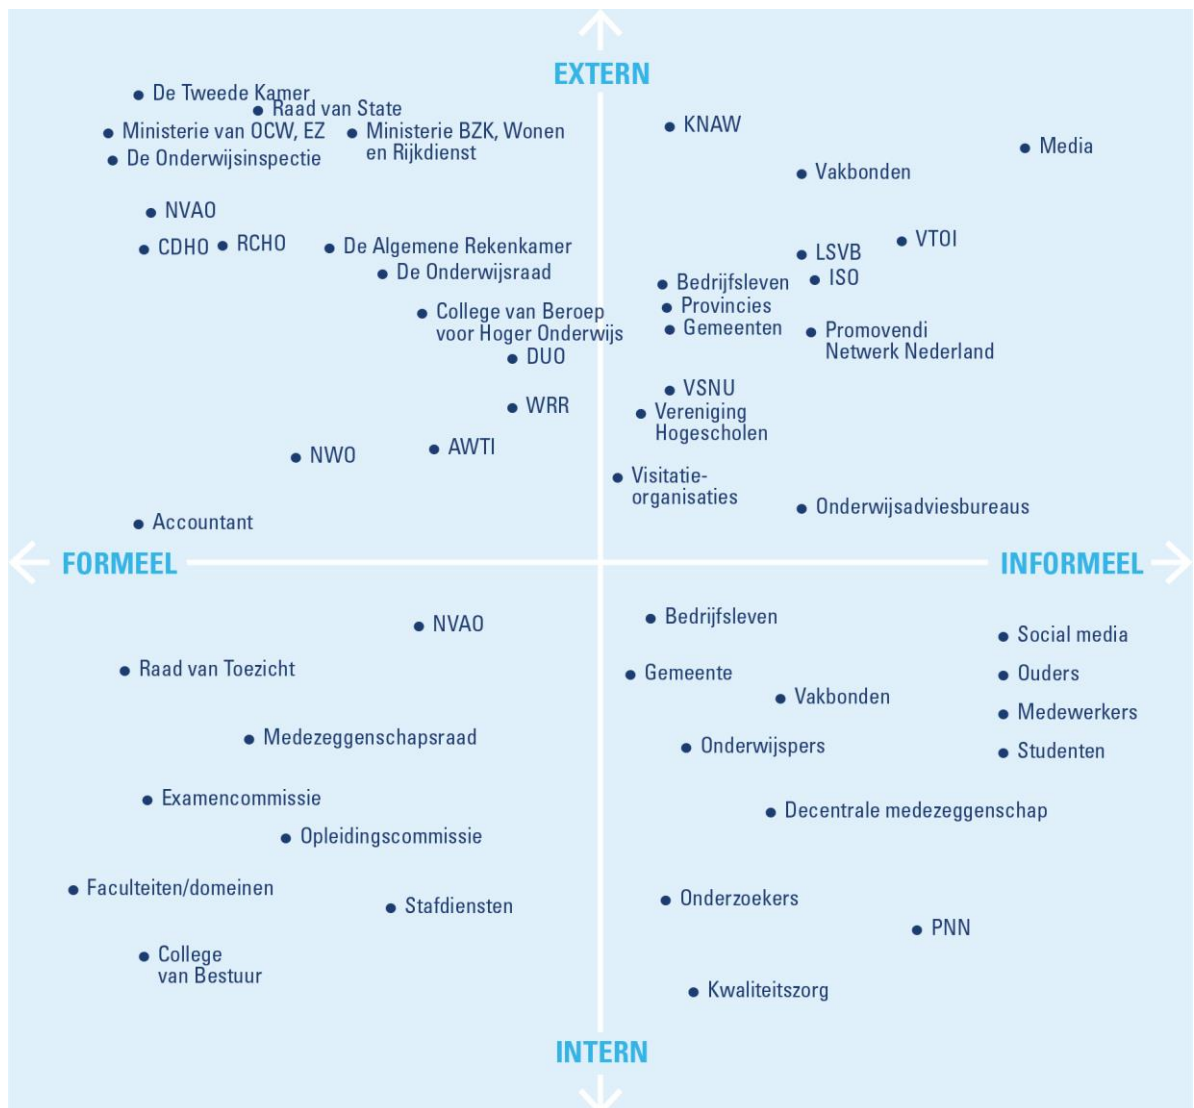 EXTERN
De Tweede Kamer
Raad van State
Ministerie van OCW, EZ
Ministerie BZK, Wonen
en Rijkdienst
De Onderwijsinspectie
NVAO
CDHO
RCHO
De Algemene Rekenkamer
De Onderwijsraad
College van Beroep
voor Hoger Onderwijs
DUO
WRR
AWTI
NWO
Accountant
KNAW
Media
Vakbonden
VTOI
LSVB
ISO
Bedrijfsleven
Provincies
Gemeenten
Promovendi
Netwerk Nederland
VSNU
Vereniging
Hogescholen
Visitatie-
organisaties
Onderwijsadviesbureaus
FORMEEL
INFORMEEL
NVAO
Raad van Toezicht
Medezeggenschapsraad
Examencommissie
Opleidingscommissie
Faculteiten/domeinen
Stafdiensten
College
van Bestuur
Bedrijfsleven
Social media
Gemeente
Ouders
Vakbonden
Medewerkers
Onderwijspers
Studenten
Decentrale medezeggenschap
Onderzoekers
PNN
Kwaliteitszorg
INTERN